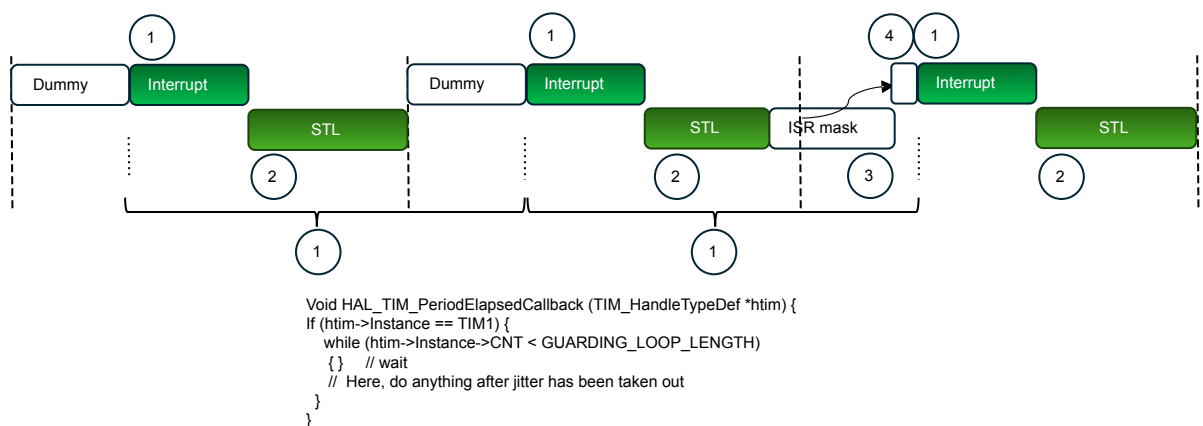 1
1
4
1
Dummy
Interrupt
Dummy
Interrupt
Interrupt
STL
STL
ISR mask
STL
2
2
3
2
1
1
Void HAL_TIM_PeriodElapsedCallback (TIM_HandleTypeDef *htim) {
If (htim->Instance == TIM1) {
while (htim->Instance->CNT < GUARDING_LOOP_LENGTH)
{ } // wait
// Here, do anything after jitter has been taken out
}
}